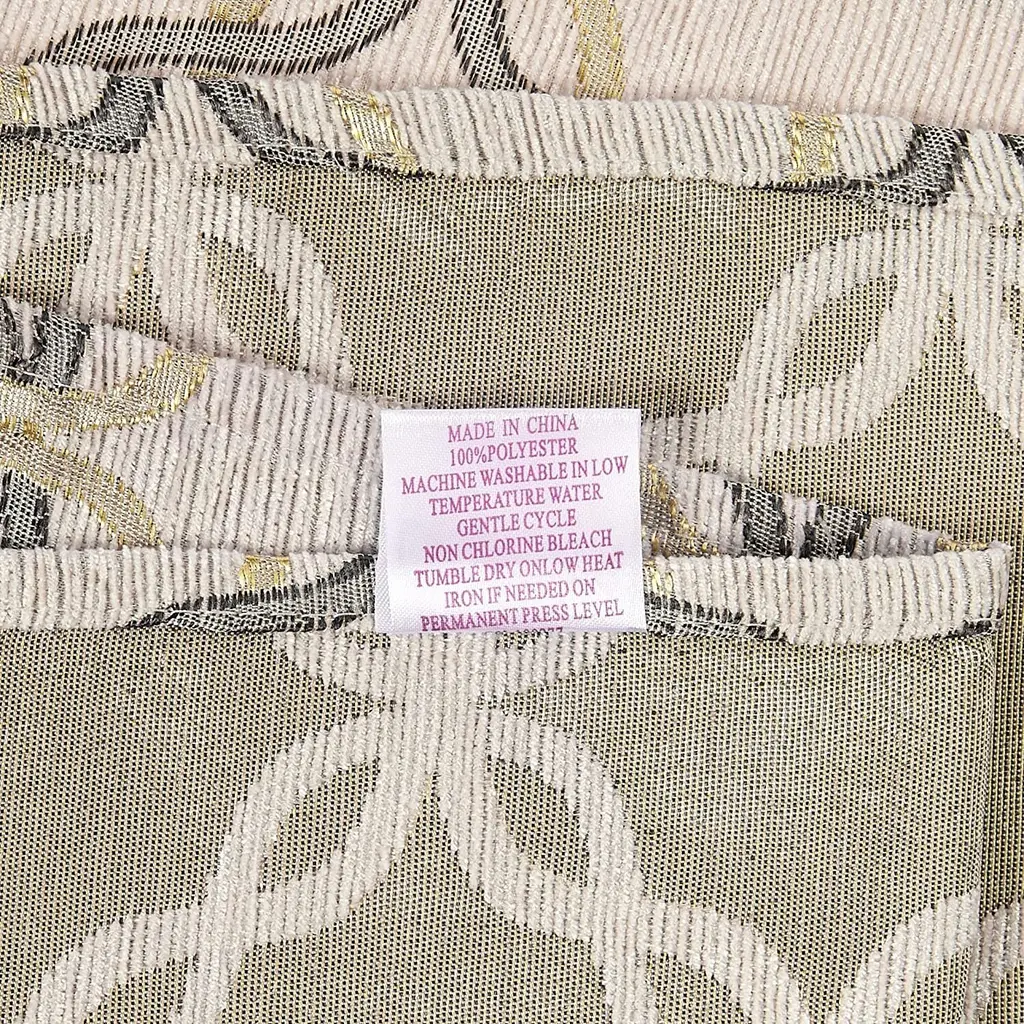 MADE IN CHINA
100%POLYESTER
MACHINE WASHABLE IN LOW
TEMPERATURE WATER
GENTLE CYCLE
NON CHLORINE BLEACH
TUMBLE DRY ONLOW HEAT
IRON IF NEEDED ON
PERMANENT PRESS LEVEL